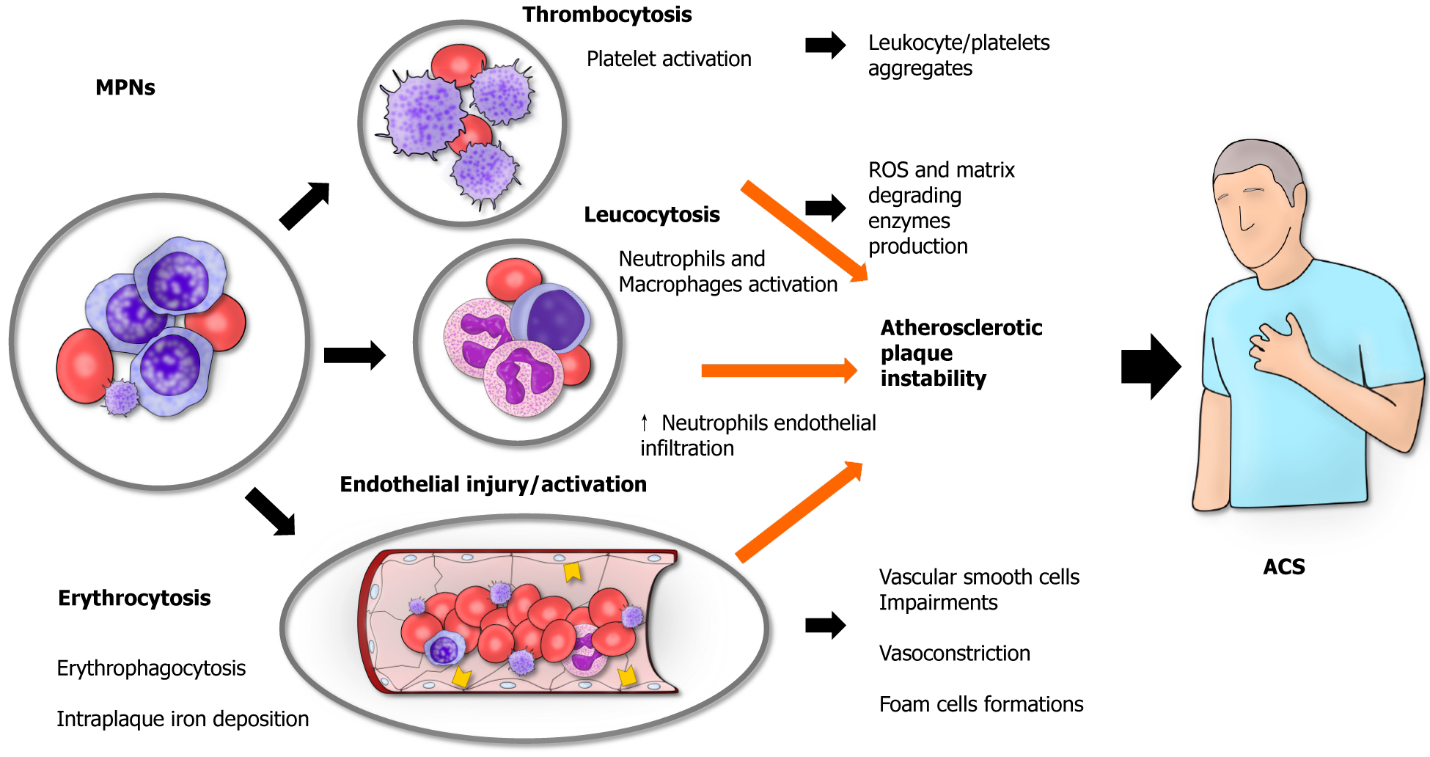 Thrombocytosis
Platelet activation
Leukocyte/platelets
aggregates
MPNs
ROS and matrix
degrading
enzymes
production
Leucocytosis
Neutrophils and
Macrophages activation
Atherosclerotic
plaque
instability
↑ Neutrophils endothelial
infiltration
Endothelial injury/activation
ACS
Erythrocytosis
Erythrophagocytosis
Intraplaque iron deposition
Vascular smooth cells
Impairments
Vasoconstriction
Foam cells formations